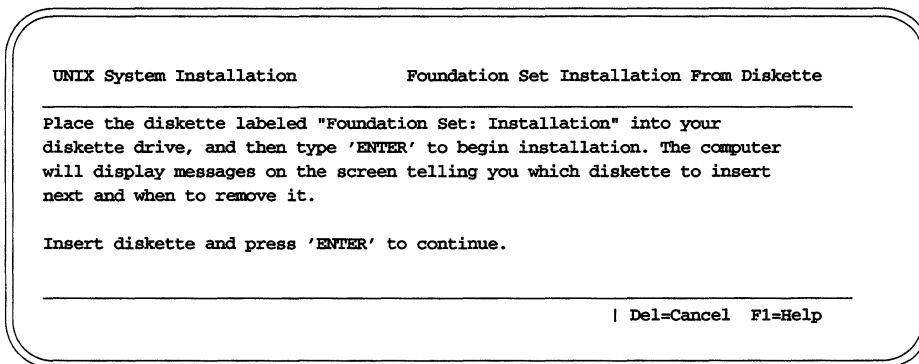 UNIX System Installation Foundation Set Installation From Diskette
Place the diskette labeled "Foundation Set: Installation" into your
diskette drive, and then type 'ENTER' to begin installation. The computer
will display messages on the screen telling you which diskette to insert
next and when to remove it.
Insert diskette and press 'ENTER' to continue.
| Del=Cancel F1=Help